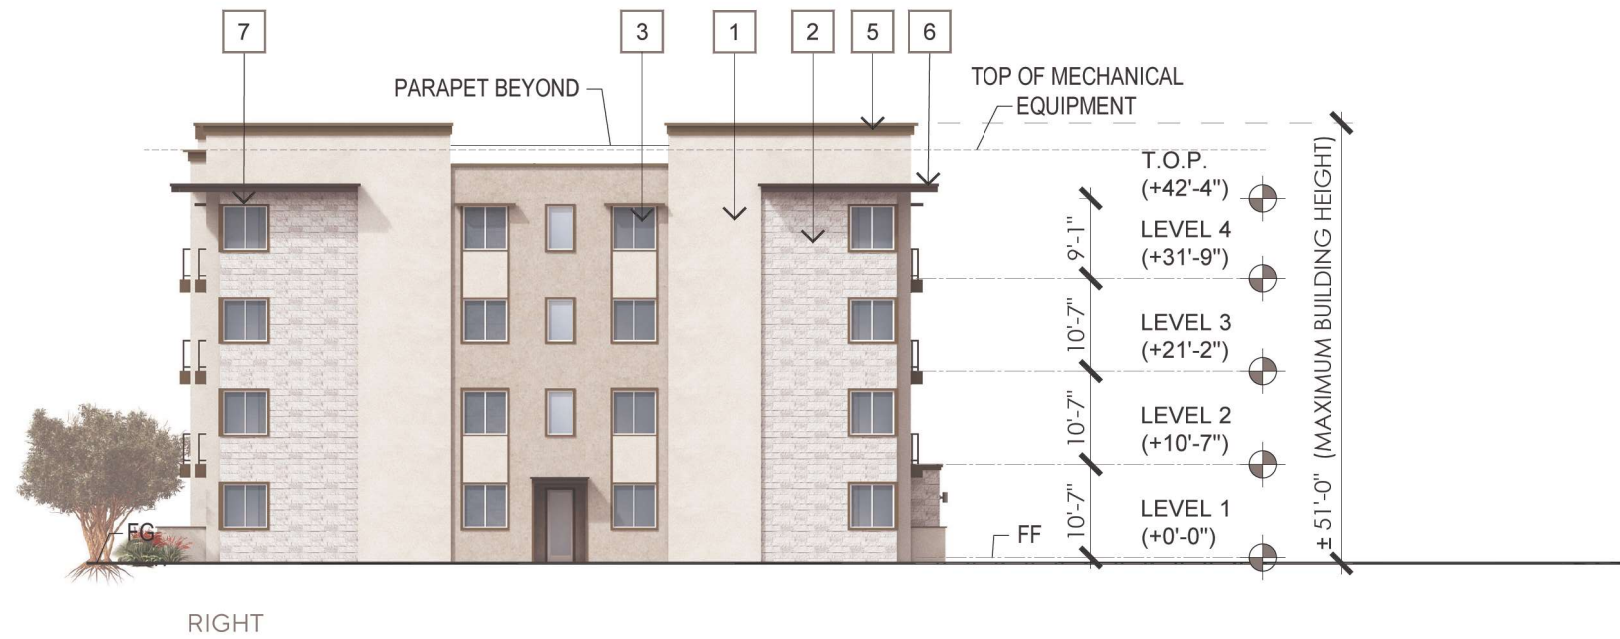 7
3
1
2
5
6
PARAPET BEYOND
TOP OF MECHANICAL
EQUIPMENT
T.O.P.
(+42'-4")
9'-1"
LEVEL 4
(+31'-9")
10'-7"
LEVEL 3
(+21'-2")
10'-7"
LEVEL 2
(+10'-7")
10'-7"
LEVEL 1
(+0'-0")
± 51'-0" (MAXIMUM BUILDING HEIGHT)
FG
FF
RIGHT